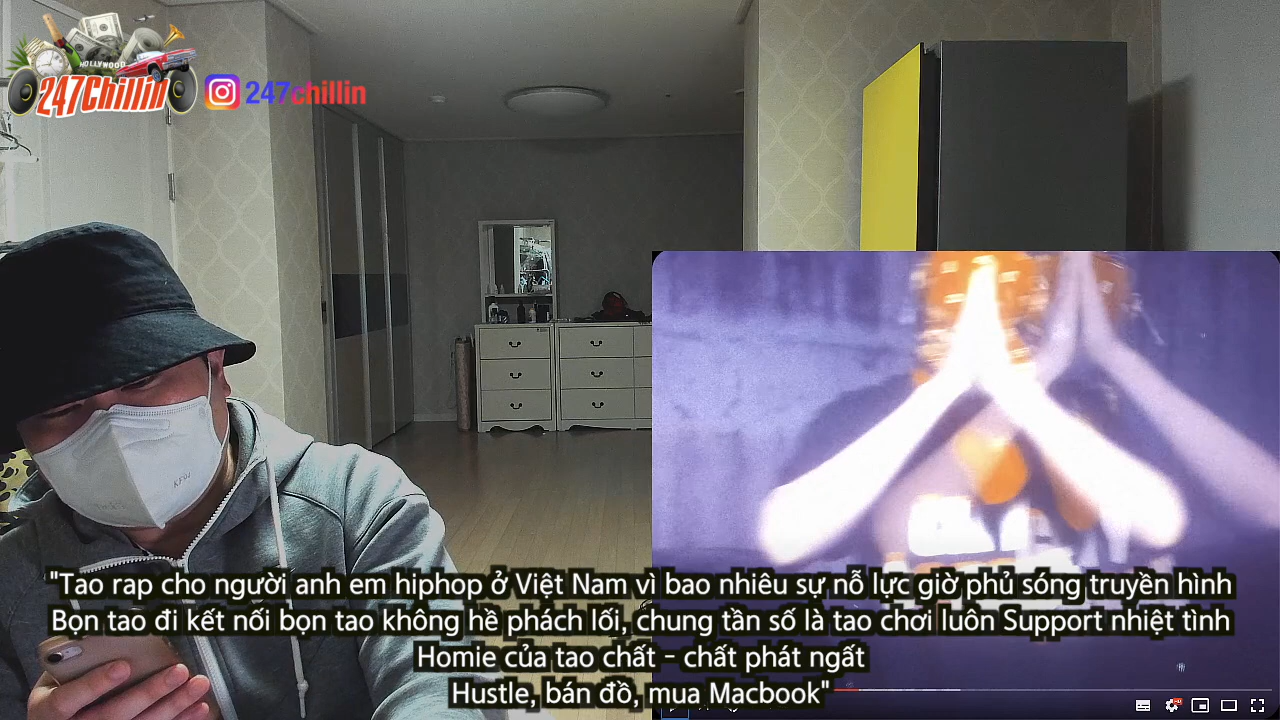 HOLLYWOOD
247Chillin
247chillin
"Tao rap cho người anh em hiphop ở Việt Nam vì bao nhiêu sự nỗ lực giờ phủ sóng truyền hình
Bọn tao đi kết nối bọn tao không hề phách lối, chung tần số là tao chơi luôn Support nhiệt tình
Homie của tao chất - chất phát ngất
Hustle, bán đồ, mua Macbook"